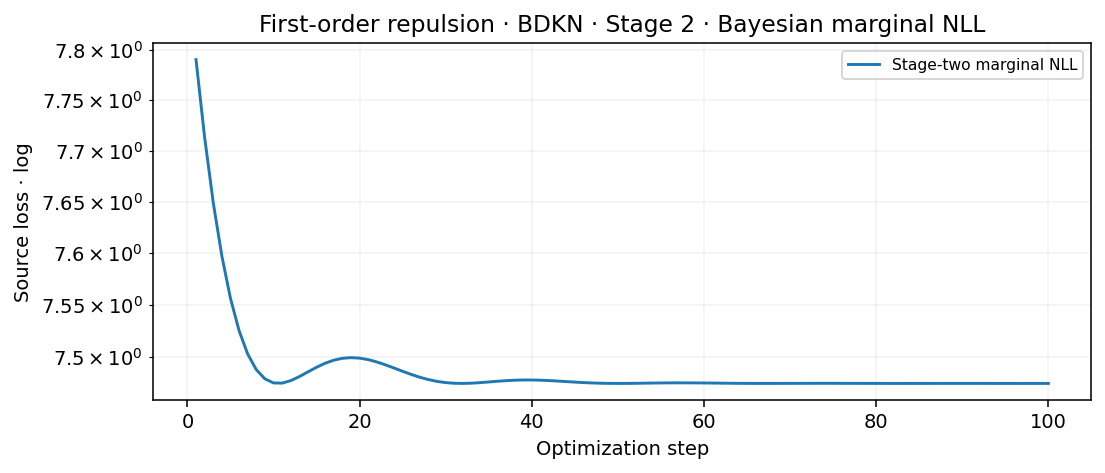 First-order repulsion · BDKN · Stage 2 · Bayesian marginal NLL
Stage-two marginal NLL
Source loss · log
7.8 × 10⁰
7.75 × 10⁰
7.7 × 10⁰
7.65 × 10⁰
7.6 × 10⁰
7.55 × 10⁰
7.5 × 10⁰
0 20 40 60 80 100
Optimization step